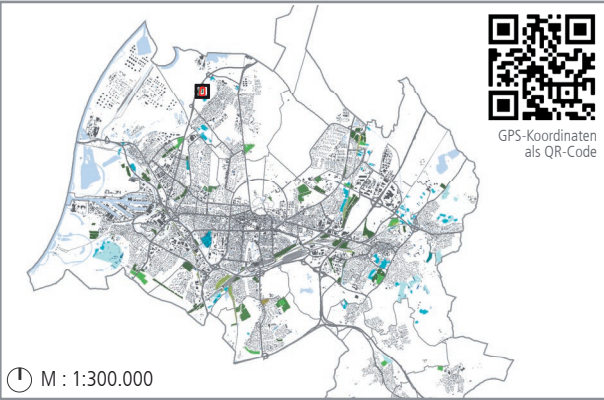 GPS-Koordinaten
als QR-Code
M : 1:300.000